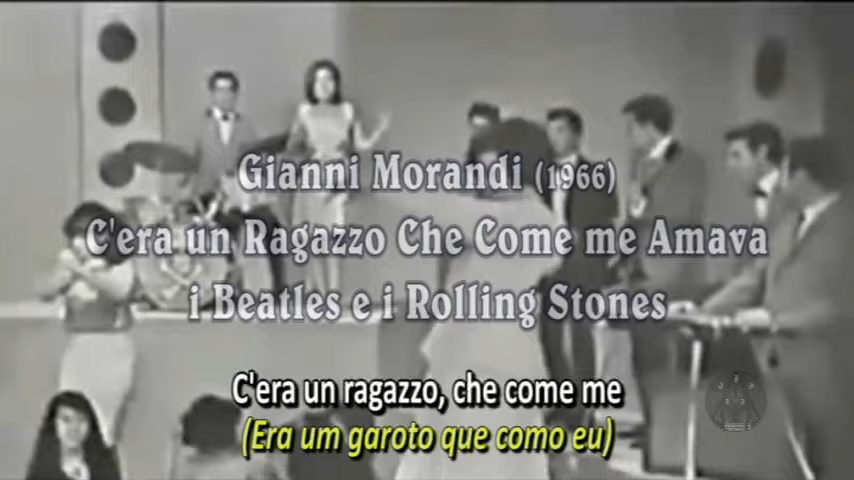 Gianni Morandi (1966)
C'era un Ragazzo Che Come me Amava
i Beatles e i Rolling Stones
C'era un ragazzo, che come me
(Era um garoto que como eu)